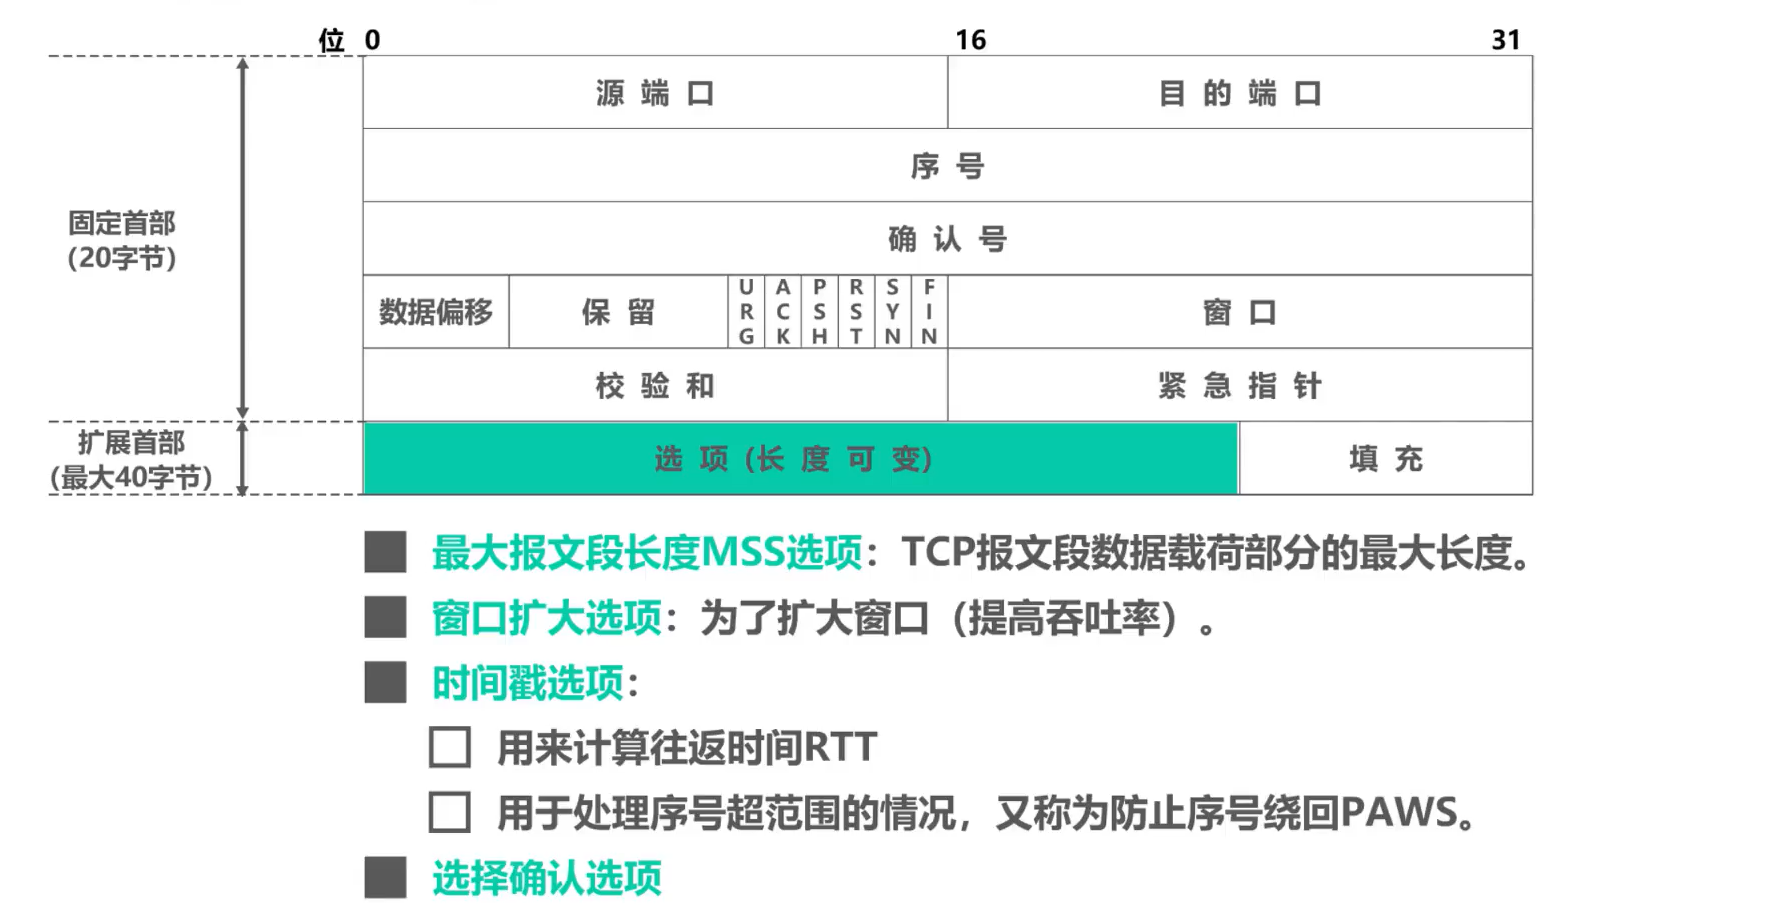 位 0 16 31
源 端 口 目 的 端 口
序 号
确 认 号
固定首部
(20字节)
数据偏移 保 留 URG ACK PSH RST SYN FIN 窗 口
校 验 和 紧 急 指 针
扩展首部
(最大40字节)
选 项 (长 度 可 变) 填 充
最大报文段长度MSS选项：TCP报文段数据载荷部分的最大长度。
窗口扩大选项：为了扩大窗口（提高吞吐率）。
时间戳选项：
用来计算往返时间RTT
用于处理序号超范围的情况，又称为防止序号绕回PAWS。
选择确认选项